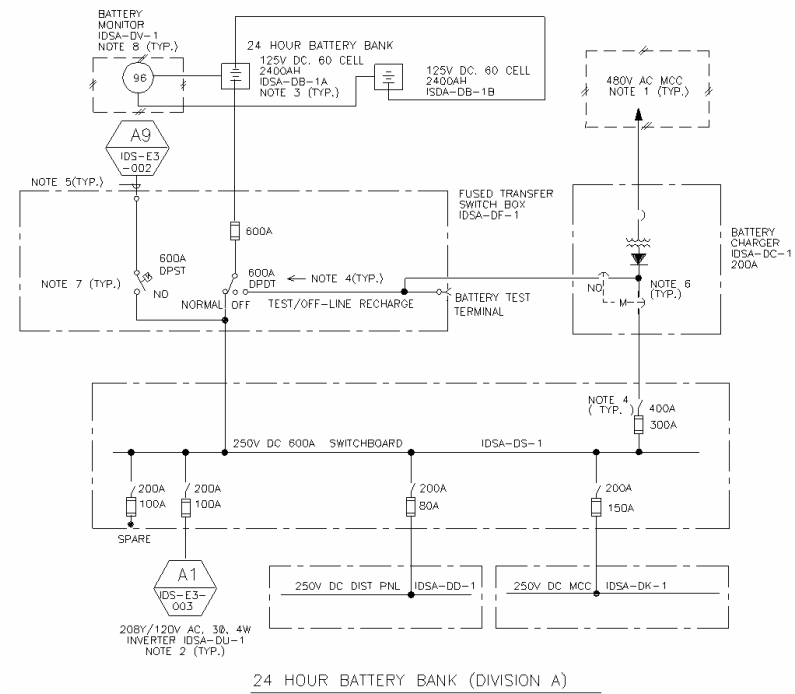 BATTERY
MONITOR
IDSA-DV-1
NOTE 8 (TYP.)
96
24 HOUR BATTERY BANK
125V DC. 60 CELL
2400AH
IDSA-DB-1A
NOTE 3 (TYP.)
125V DC. 60 CELL
2400AH
ISDA-DB-1B
480V AC MCC
NOTE 1 (TYP.)
A9
IDS-E3
-002
NOTE 5(TYP.)
FUSED TRANSFER
SWITCH BOX
IDSA-DF-1
BATTERY
CHARGER
IDSA-DC-1
200A
600A
600A
DPST
NOTE 7 (TYP.)
NO
600A
DPDT
NOTE 4(TYP.)
NORMAL
OFF
TEST/OFF-LINE RECHARGE
BATTERY TEST
TERMINAL
NO
M
NOTE 6
(TYP.)
NOTE 4
( TYP. )
400A
300A
250V DC 600A SWITCHBOARD
IDSA-DS-1
200A
100A
200A
100A
200A
80A
200A
150A
SPARE
A1
IDS-E3-
003
208Y/120V AC, 3Ø, 4W
INVERTER IDSA-DU-1
NOTE 2 (TYP.)
250V DC DIST PNL
IDSA-DD-1
250V DC MCC
IDSA-DK-1
24 HOUR BATTERY BANK (DIVISION A)